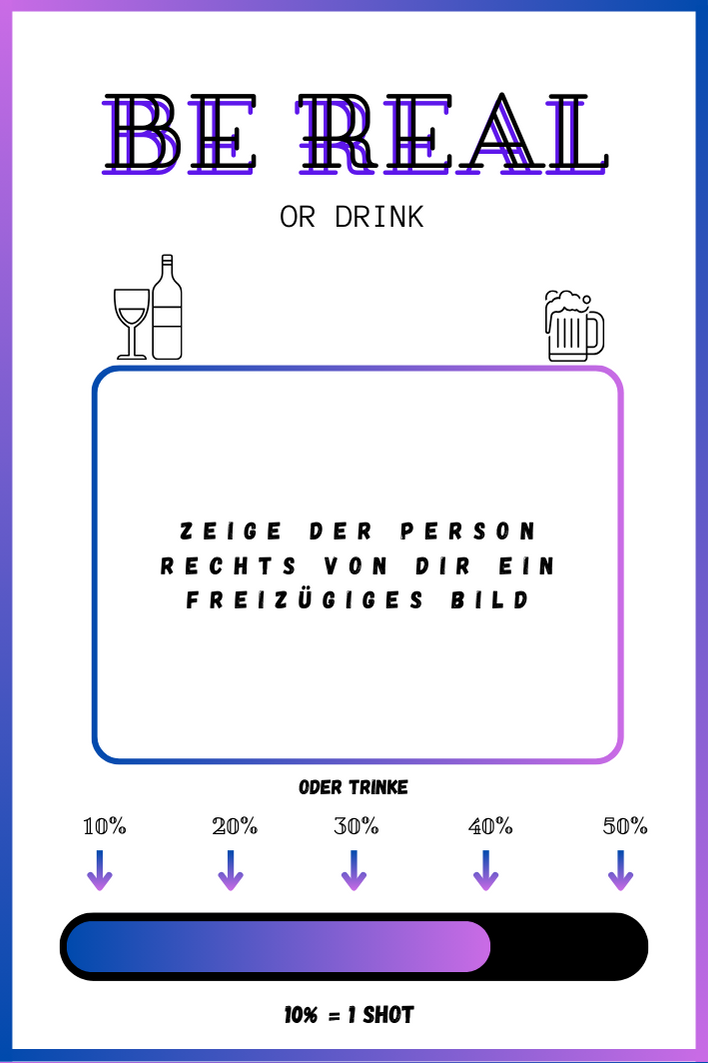 BE REAL
OR DRINK
ZEIGE DER PERSON
RECHTS VON DIR EIN
FREIZÜGIGES BILD
ODER TRINKE
10% 20% 30% 40% 50%
10% = 1 SHOT